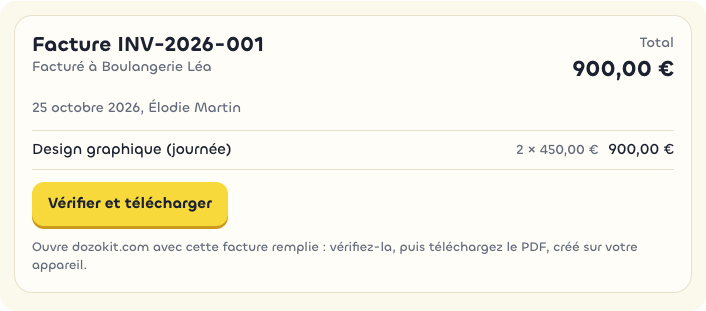 Facture INV-2026-001
Total
Facturé à Boulangerie Léa
900,00 €
25 octobre 2026, Élodie Martin
Design graphique (journée)
2 × 450,00 € 900,00 €
Vérifier et télécharger
Ouvre dozokit.com avec cette facture remplie : vérifiez-la, puis téléchargez le PDF, créé sur votre
appareil.